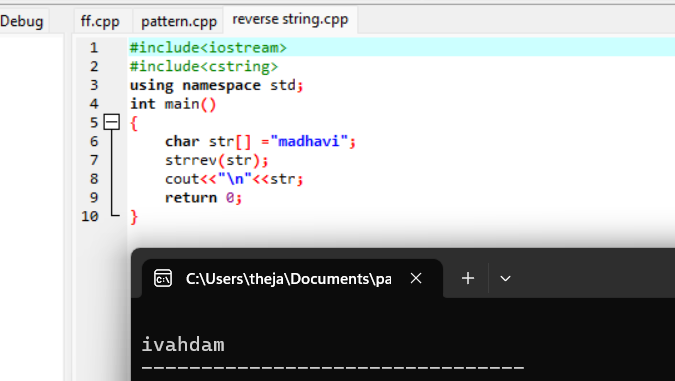 Debug
ff.cpp pattern.cpp reverse string.cpp
1 #include<iostream>
2 #include<cstring>
3 using namespace std;
4 int main()
5 {
6 char str[] ="madhavi";
7 strrev(str);
8 cout<<"\n"<<str;
9 return 0;
10 }
C:\Users\theja\Documents\pa
ivahdam
--------------------------------